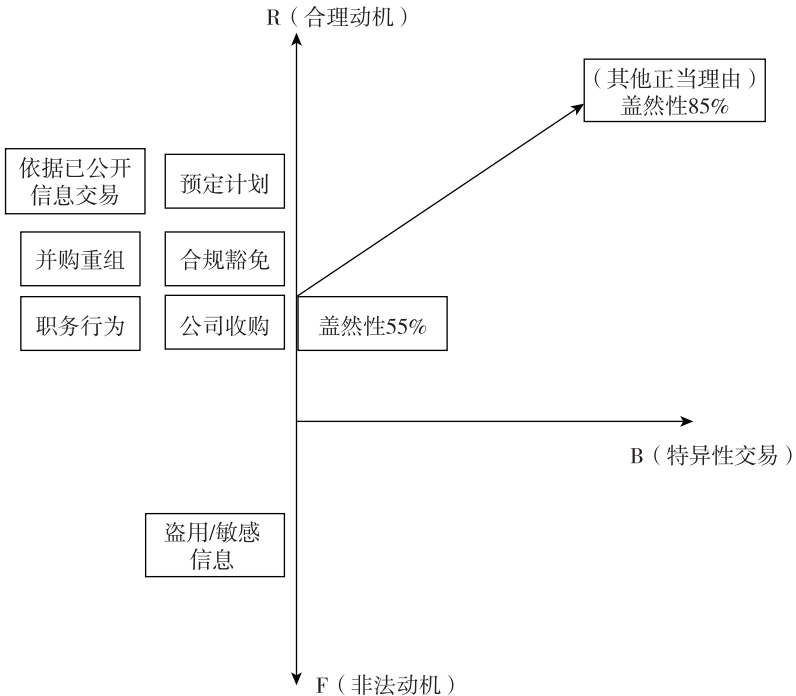 R（合理动机）
（其他正当理由）
盖然性85%
依据已公开
信息交易
预定计划
并购重组
合规豁免
职务行为
公司收购
盖然性55%
B（特异性交易）
盗用/敏感
信息
F（非法动机）